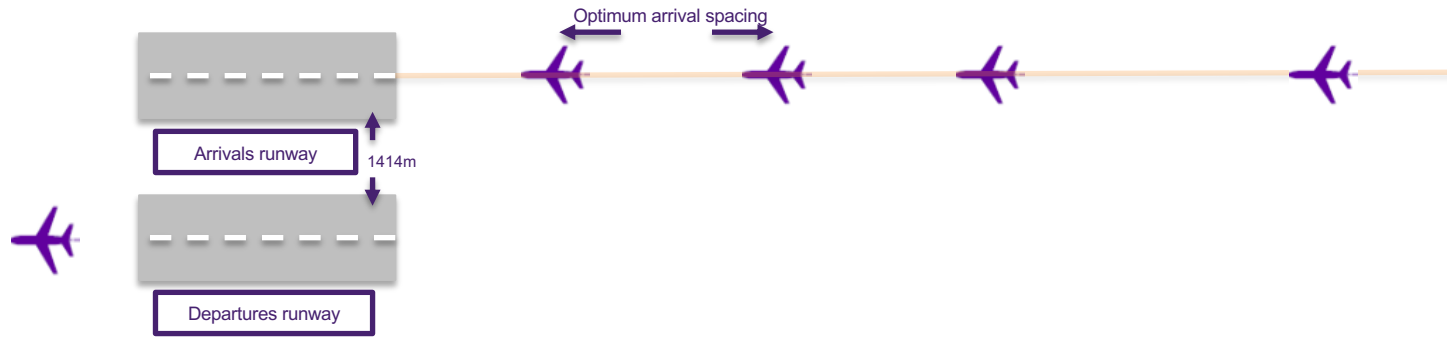 Optimum arrival spacing
Arrivals runway
1414m
Departures runway